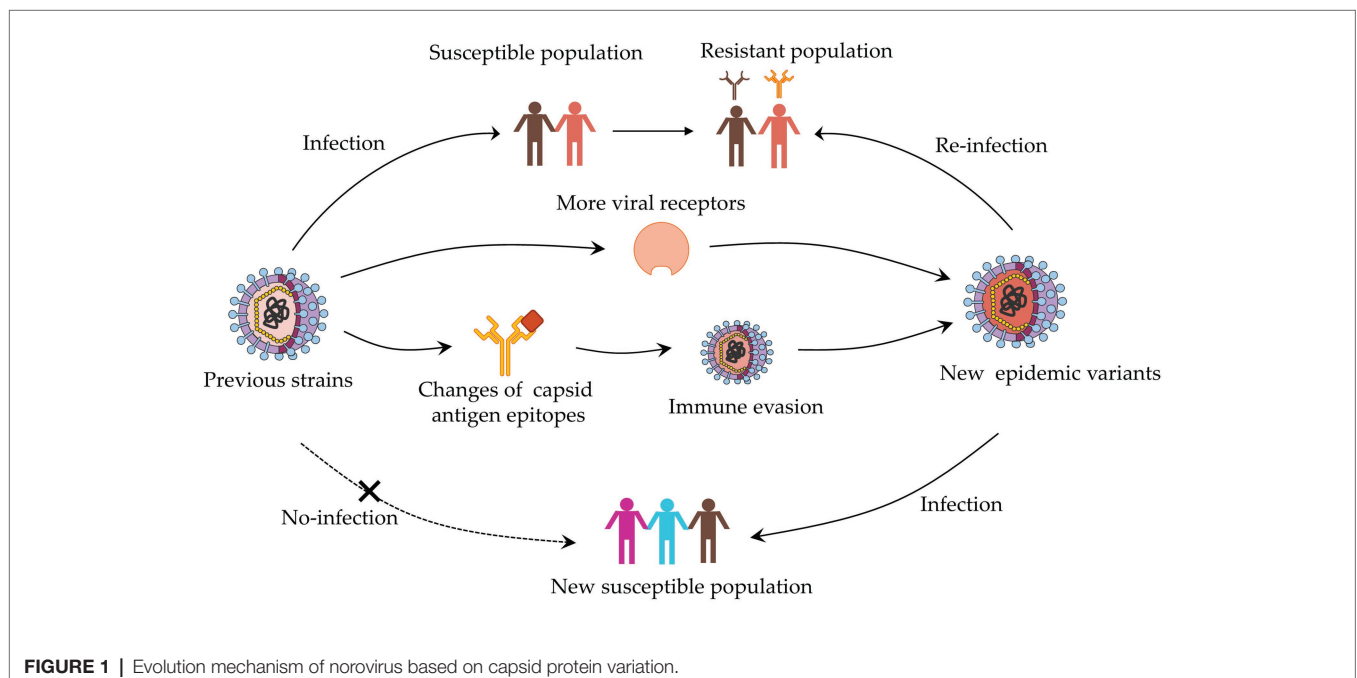 Susceptible population
Resistant population
Infection
Re-infection
More viral receptors
Previous strains
Changes of capsid
antigen epitopes
Immune evasion
New epidemic variants
No-infection
Infection
New susceptible population
FIGURE 1 | Evolution mechanism of norovirus based on capsid protein variation.